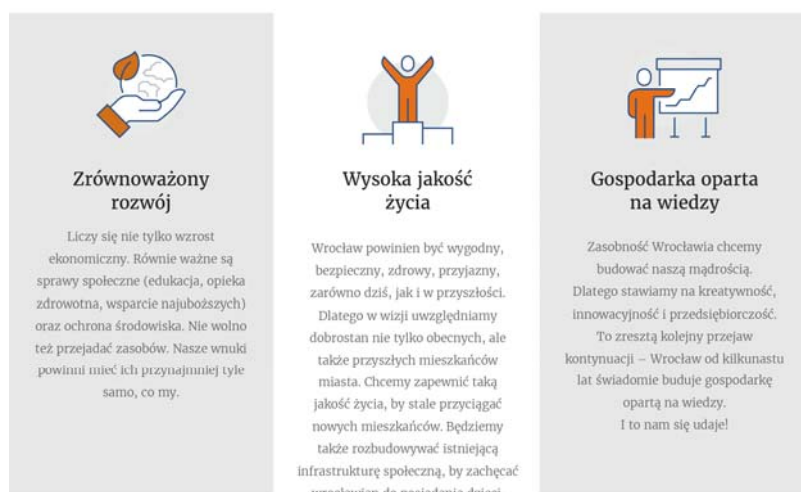 Zrównoważony
rozwój
Liczy się nie tylko wzrost
ekonomiczny. Równie ważne są
sprawy społeczne (edukacja, opieka
zdrowotna, wsparcie najuboższych)
oraz ochrona środowiska. Nie wolno
też przejadać zasobów. Nasze wnuki
powinni mieć ich przynajmniej tyle
samo, co my.
Wysoka jakość
życia
Wrocław powinien być wygodny,
bezpieczny, zdrowy, przyjazny,
zarówno dziś, jak i w przyszłości.
Dlatego w wizji uwzględniamy
dobrostan nie tylko obecnych, ale
także przyszłych mieszkańców
miasta. Chcemy zapewnić taką
jakość życia, by stale przyciągać
nowych mieszkańców. Będziemy
także rozbudowywać istniejącą
infrastrukturę społeczną, by zachęcać
Gospodarka oparta
na wiedzy
Zasobność Wrocławia chcemy
budować naszą mądrością.
Dlatego stawiamy na kreatywność,
innowacyjność i przedsiębiorczość.
To zresztą kolejny przejaw
kontynuacji – Wrocław od kilkunastu
lat świadomie buduje gospodarkę
opartą na wiedzy.
I to nam się udaje!